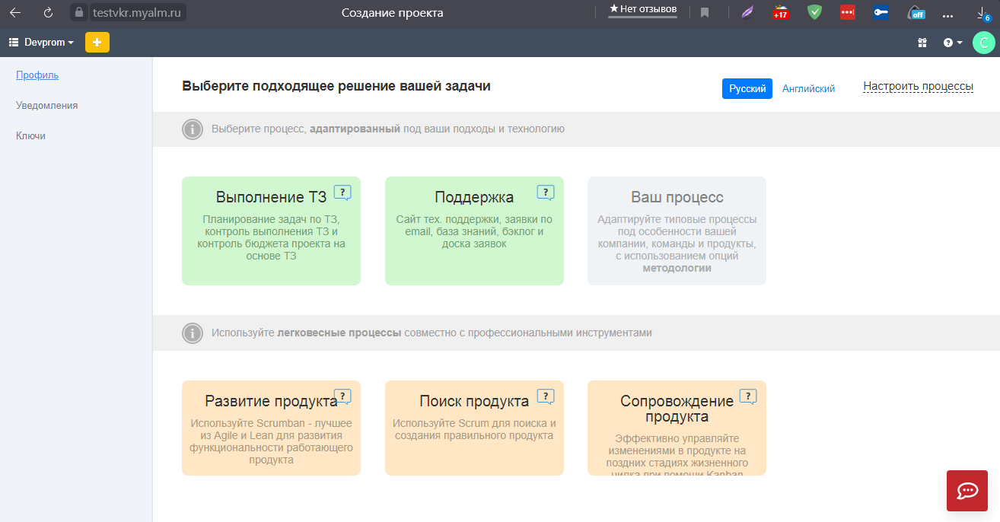 testvkr.myalm.ru
Создание проекта
★ Нет отзывов
+17
off
6
Devprom
+
?
C
Профиль
Уведомления
Ключи
Выберите подходящее решение вашей задачи
Русский
Английский
Настроить процессы
i
Выберите процесс, адаптированный под ваши подходы и технологию
Выполнение ТЗ
?
Планирование задач по ТЗ,
контроль выполнения ТЗ и
контроль бюджета проекта на
основе ТЗ
Поддержка
?
Сайт тех. поддержки, заявки по
email, база знаний, бэклог и
доска заявок
Ваш процесс
Адаптируйте типовые процессы
под особенности вашей
компании, команды и продукты,
с использованием опций
методологии
i
Используйте легковесные процессы совместно с профессиональными инструментами
Развитие продукта
?
Используйте Scrumban - лучшее
из Agile и Lean для развития
функциональности работающего
продукта
Поиск продукта
?
Используйте Scrum для поиска и
создания правильного продукта
Сопровождение
продукта
?
Эффективно управляйте
изменениями в продукте на
поздних стадиях жизненного
цикла при помощи Kanban